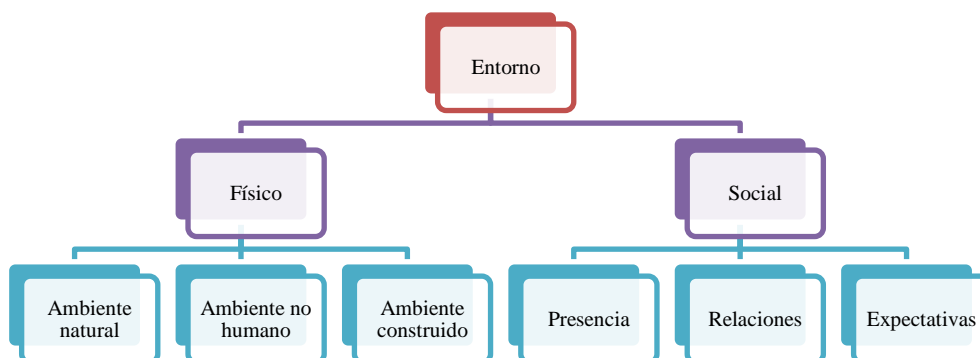 Entorno
Físico
Social
Ambiente
natural
Ambiente no
humano
Ambiente
construido
Presencia
Relaciones
Expectativas